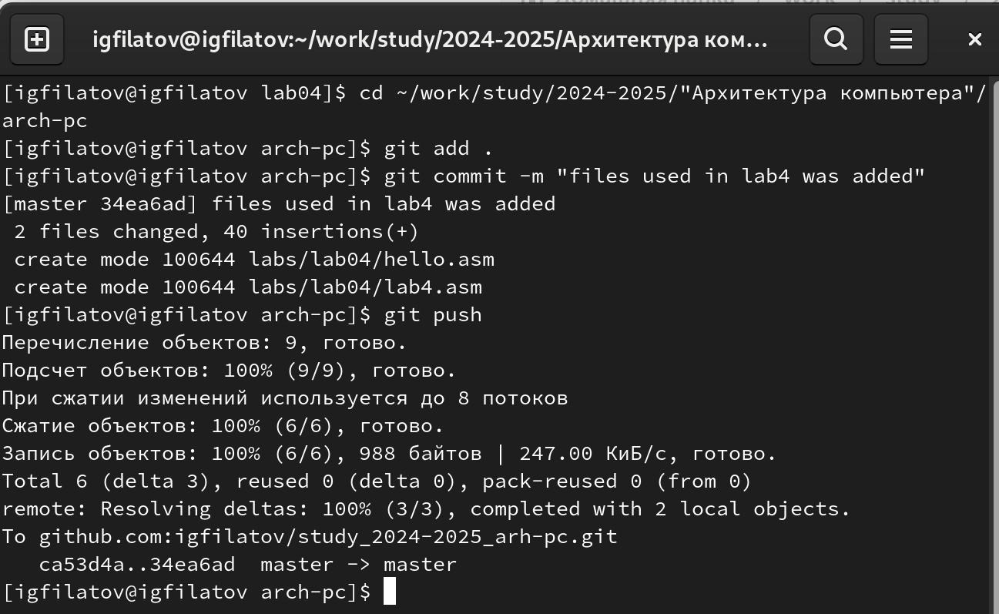 igfilatov@igfilatov:~/work/study/2024-2025/Архитектура ком...
[igfilatov@igfilatov lab04]$ cd ~/work/study/2024-2025/"Архитектура компьютера"/
arch-pc
[igfilatov@igfilatov arch-pc]$ git add .
[igfilatov@igfilatov arch-pc]$ git commit -m "files used in lab4 was added"
[master 34ea6ad] files used in lab4 was added
 2 files changed, 40 insertions(+)
 create mode 100644 labs/lab04/hello.asm
 create mode 100644 labs/lab04/lab4.asm
[igfilatov@igfilatov arch-pc]$ git push
Перечисление объектов: 9, готово.
Подсчет объектов: 100% (9/9), готово.
При сжатии изменений используется до 8 потоков
Сжатие объектов: 100% (6/6), готово.
Запись объектов: 100% (6/6), 988 байтов | 247.00 КиБ/с, готово.
Total 6 (delta 3), reused 0 (delta 0), pack-reused 0 (from 0)
remote: Resolving deltas: 100% (3/3), completed with 2 local objects.
To github.com:igfilatov/study_2024-2025_arh-pc.git
   ca53d4a..34ea6ad  master -> master
[igfilatov@igfilatov arch-pc]$